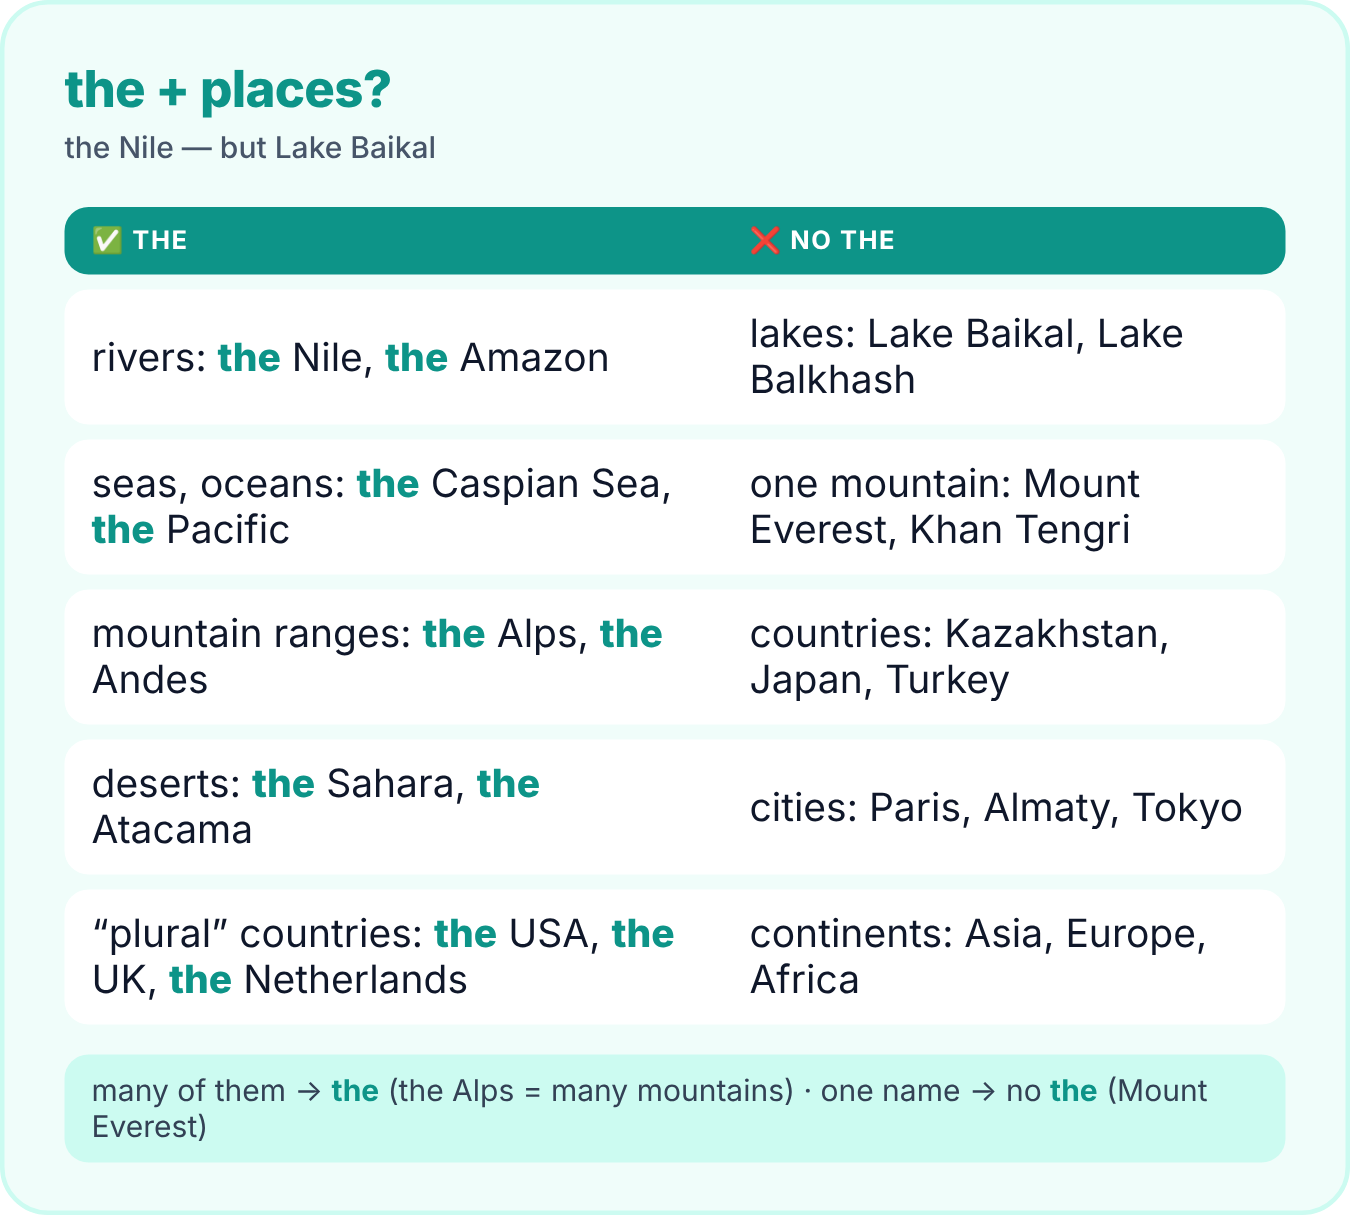 the + places?
the Nile — but Lake Baikal
✅ THE
❌ NO THE
rivers: the Nile, the Amazon
lakes: Lake Baikal, Lake
Balkhash
seas, oceans: the Caspian Sea,
the Pacific
one mountain: Mount
Everest, Khan Tengri
mountain ranges: the Alps, the
Andes
countries: Kazakhstan,
Japan, Turkey
deserts: the Sahara, the
Atacama
cities: Paris, Almaty, Tokyo
“plural” countries: the USA, the
UK, the Netherlands
continents: Asia, Europe,
Africa
many of them → the (the Alps = many mountains) · one name → no the (Mount
Everest)